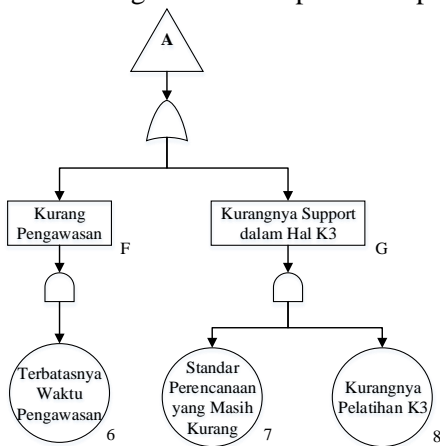 A
Kurang
Pengawasan
F
Kurangnya Support
dalam Hal K3
G
Terbatasnya
Waktu
Pengawasan
6
Standar
Perencanaan
yang Masih
Kurang
7
Kurangnya
Pelatihan K3
8